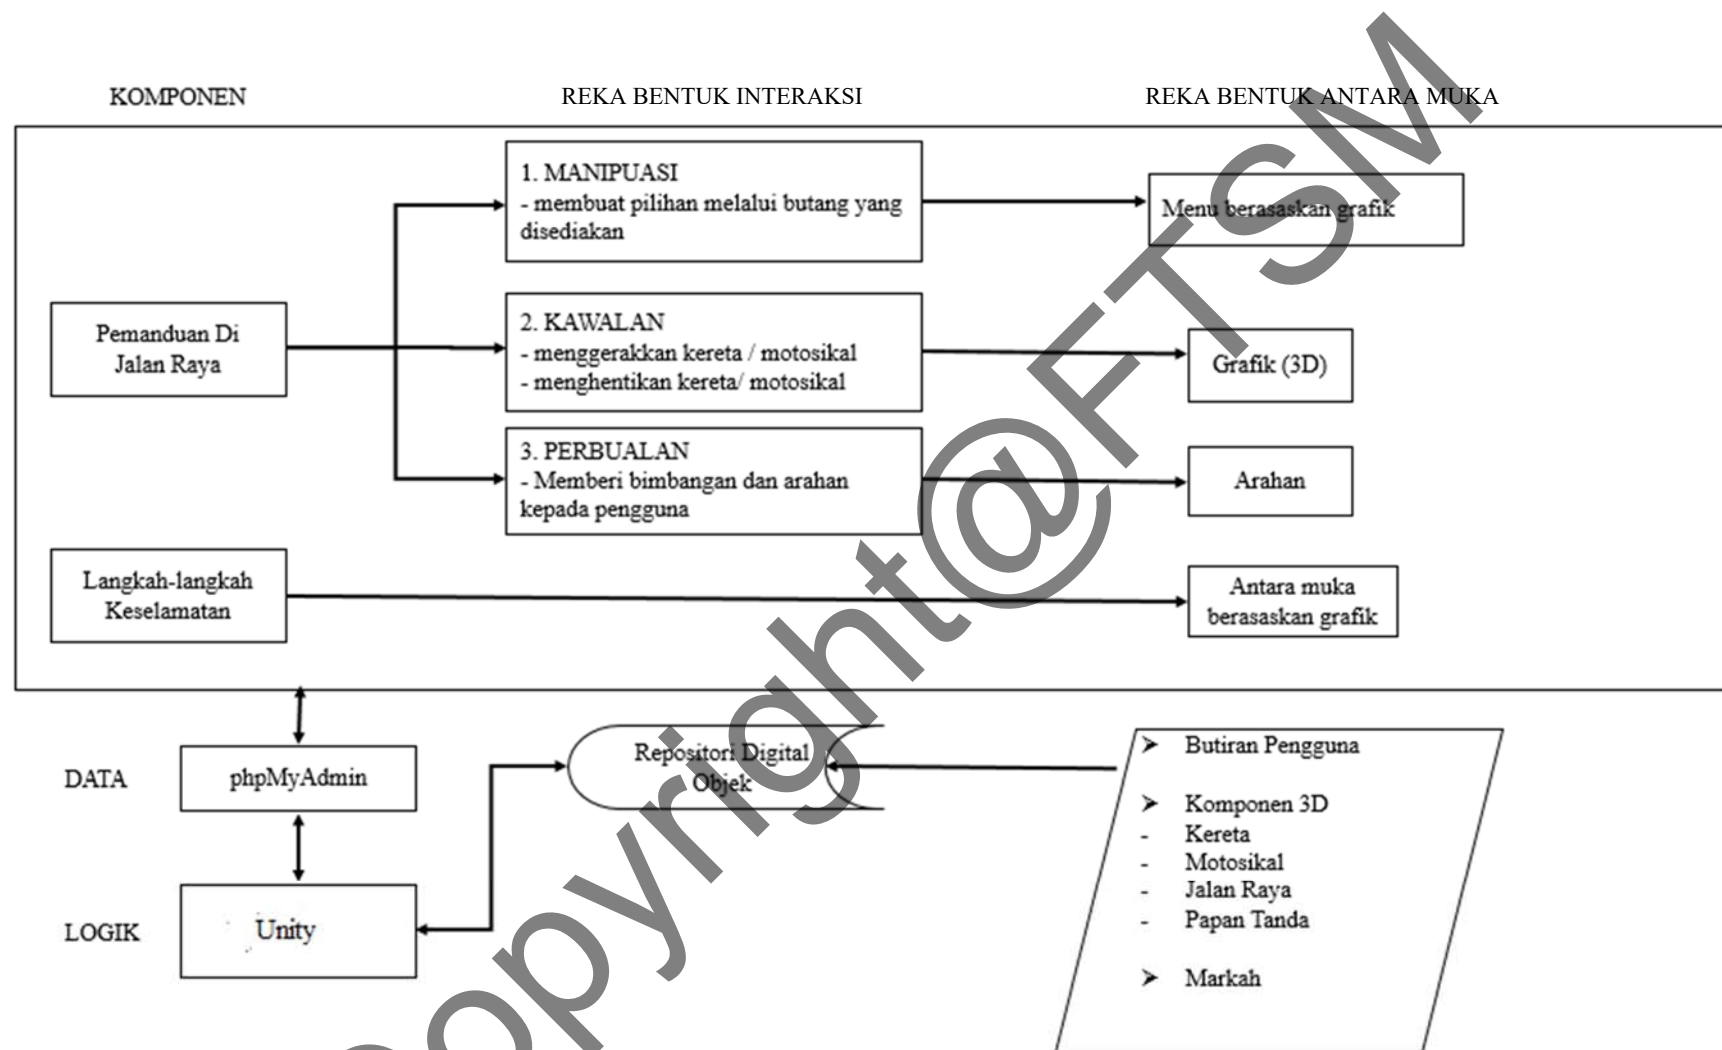 KOMPONEN
REKA BENTUK INTERAKSI
REKA BENTUK ANTARA MUKA
1. MANIPUASI
- membuat pilihan melalui butang yang
disediakan
Menu berasaskan grafik
Pemanduan Di
Jalan Raya
2. KAWALAN
- menggerakkan kereta / motosikal
- menghentikan kereta/ motosikal
Grafik (3D)
3. PERBUALAN
- Memberi bimbangan dan arahan
kepada pengguna
Arahan
Langkah-langkah
Keselamatan
Antara muka
berasaskan grafik
DATA
phpMyAdmin
Repositori Digital
Objek
LOGIK
Unity
➢ Butiran Pengguna
➢ Komponen 3D
- Kereta
- Motosikal
- Jalan Raya
- Papan Tanda
➢ Markah
Copyright@FTSM